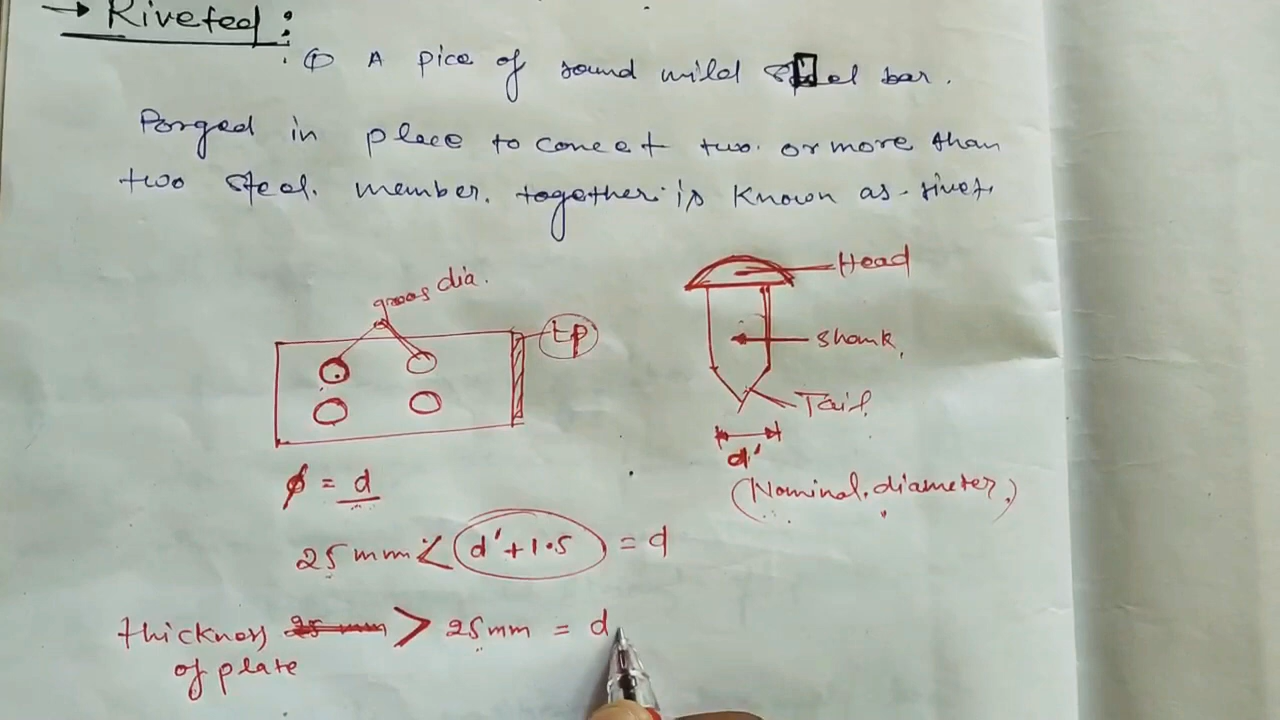 → Riveted :
① A pice of round mild steel bar.
Forged in place to conect two or more than
two steel. member. together is known as - rivet.
gross dia.
tp
Head
shank,
Tail.
d'
(Nominal. diameter,)
ϕ = d
25mm < d'+1.5 = d
thickness 25 mm > 25mm = d
of plate